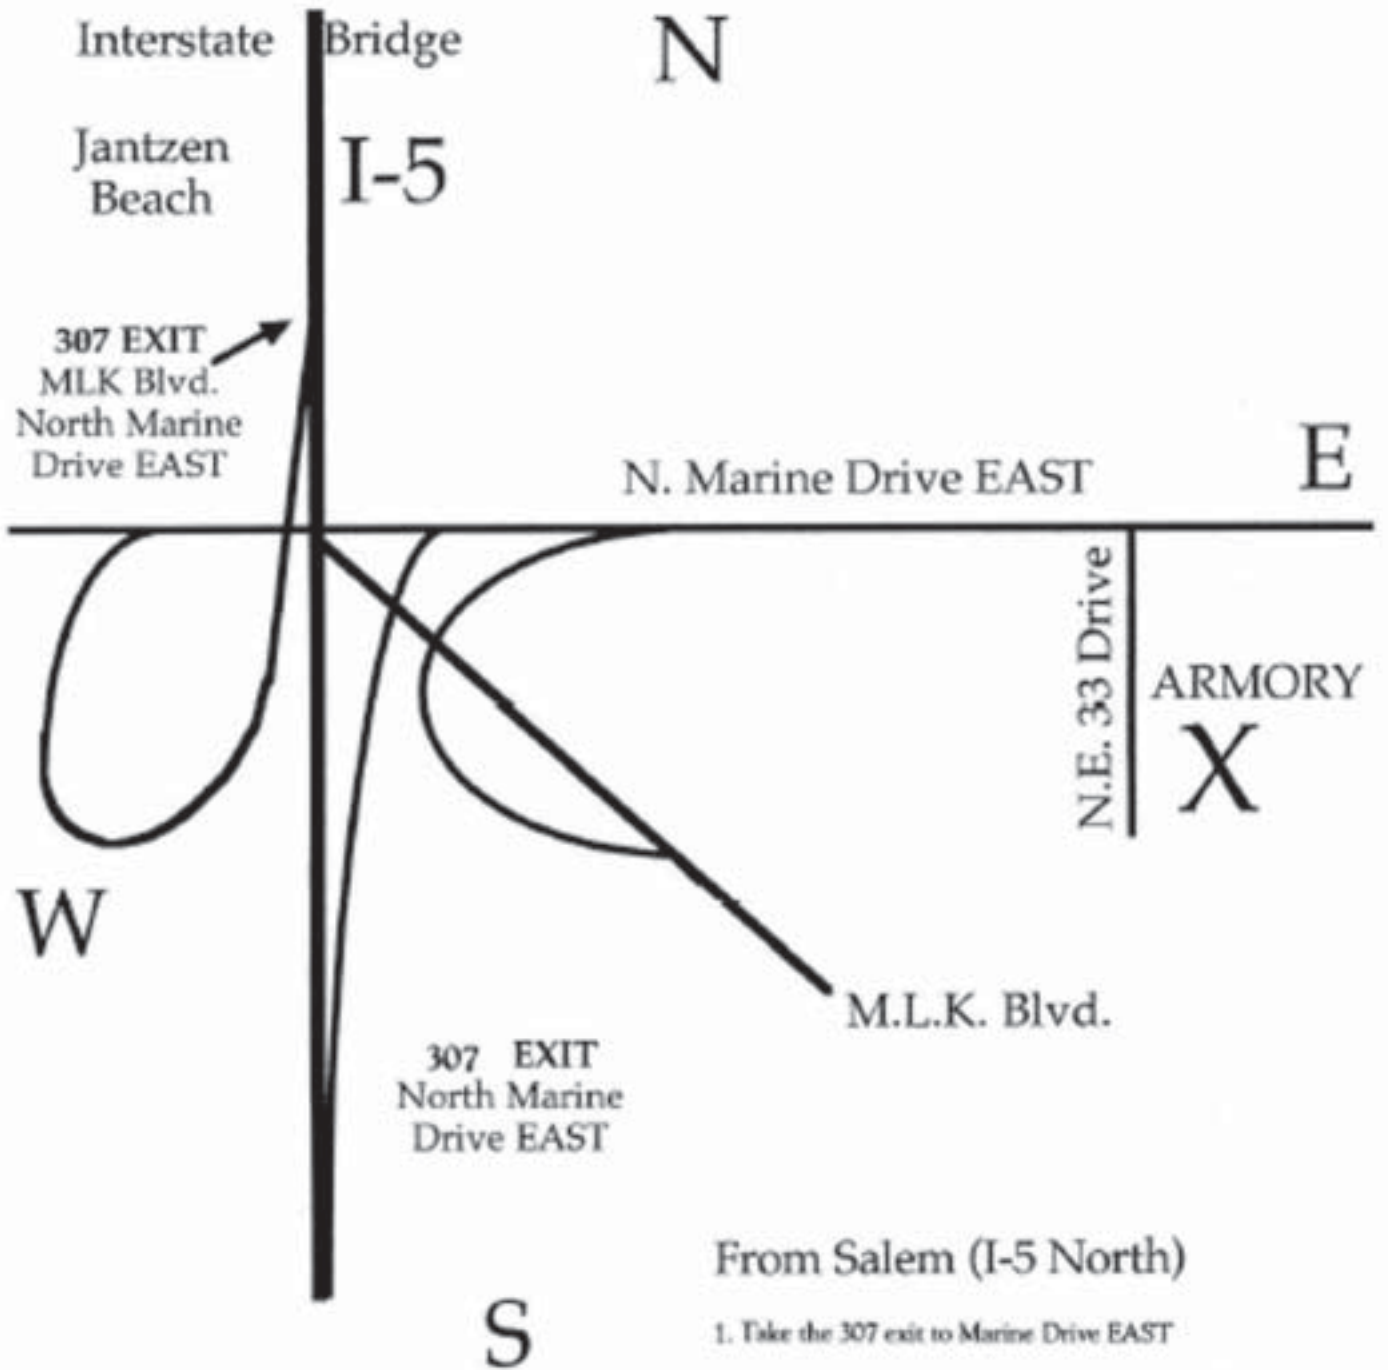 Interstate Bridge
N
Jantzen
Beach
I-5
307 EXIT
MLK Blvd.
North Marine
Drive EAST
N. Marine Drive EAST
E
N.E. 33 Drive
ARMORY
X
W
M.L.K. Blvd.
307 EXIT
North Marine
Drive EAST
From Salem (I-5 North)
S
1. Take the 307 exit to Marine Drive EAST